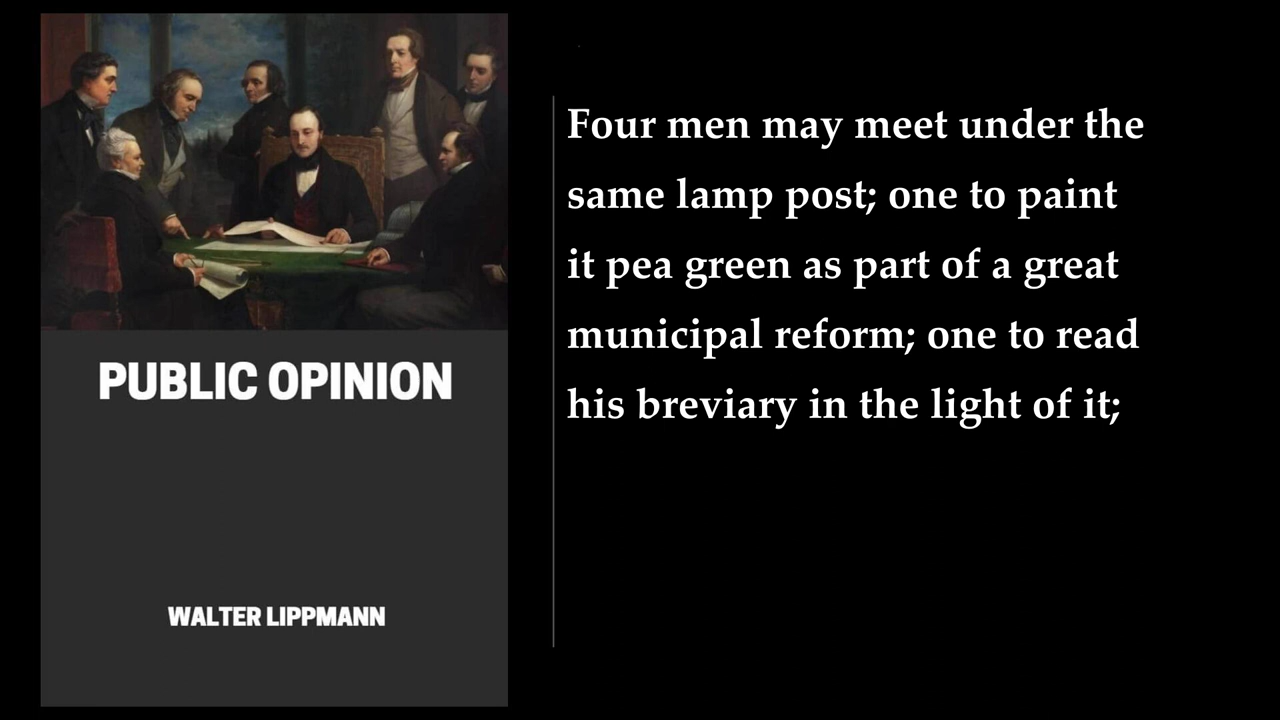 PUBLIC OPINION
WALTER LIPPMANN
Four men may meet under the
same lamp post; one to paint
it pea green as part of a great
municipal reform; one to read
his breviary in the light of it;